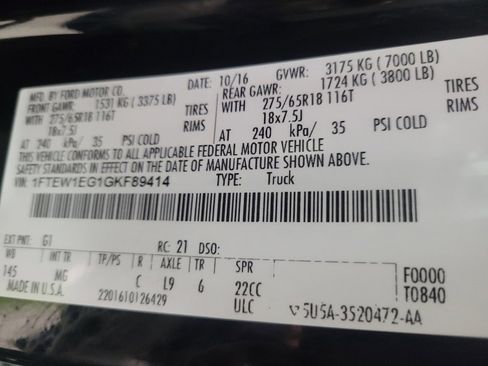 MFD. BY FORD MOTOR CO. DATE: 10/16 GVWR: 3175 KG ( 7000 LB)
FRONT GAWR: 1531 KG ( 3375 LB) REAR GAWR: 1724 KG ( 3800 LB)
WITH 275/65R18 116T TIRES WITH 275/65R18 116T TIRES
18x7.5J RIMS 18x7.5J RIMS
AT 240 kPa/ 35 PSI COLD AT 240 kPa/ 35 PSI COLD
THIS VEHICLE CONFORMS TO ALL APPLICABLE FEDERAL MOTOR VEHICLE
SAFETY STANDARDS IN EFFECT ON THE DATE OF MANUFACTURE SHOWN ABOVE.
VIN: 1FTEW1EG1GKF89414 TYPE: Truck
EXT PNT: G1 RC: 21 DSO:
WB INT TR TP/PS R AXLE TR SPR F0000
145 MG C L9 6 22CC T0840
MADE IN U.S.A. 2201610126429 ULC 5U5A-3520472-AA